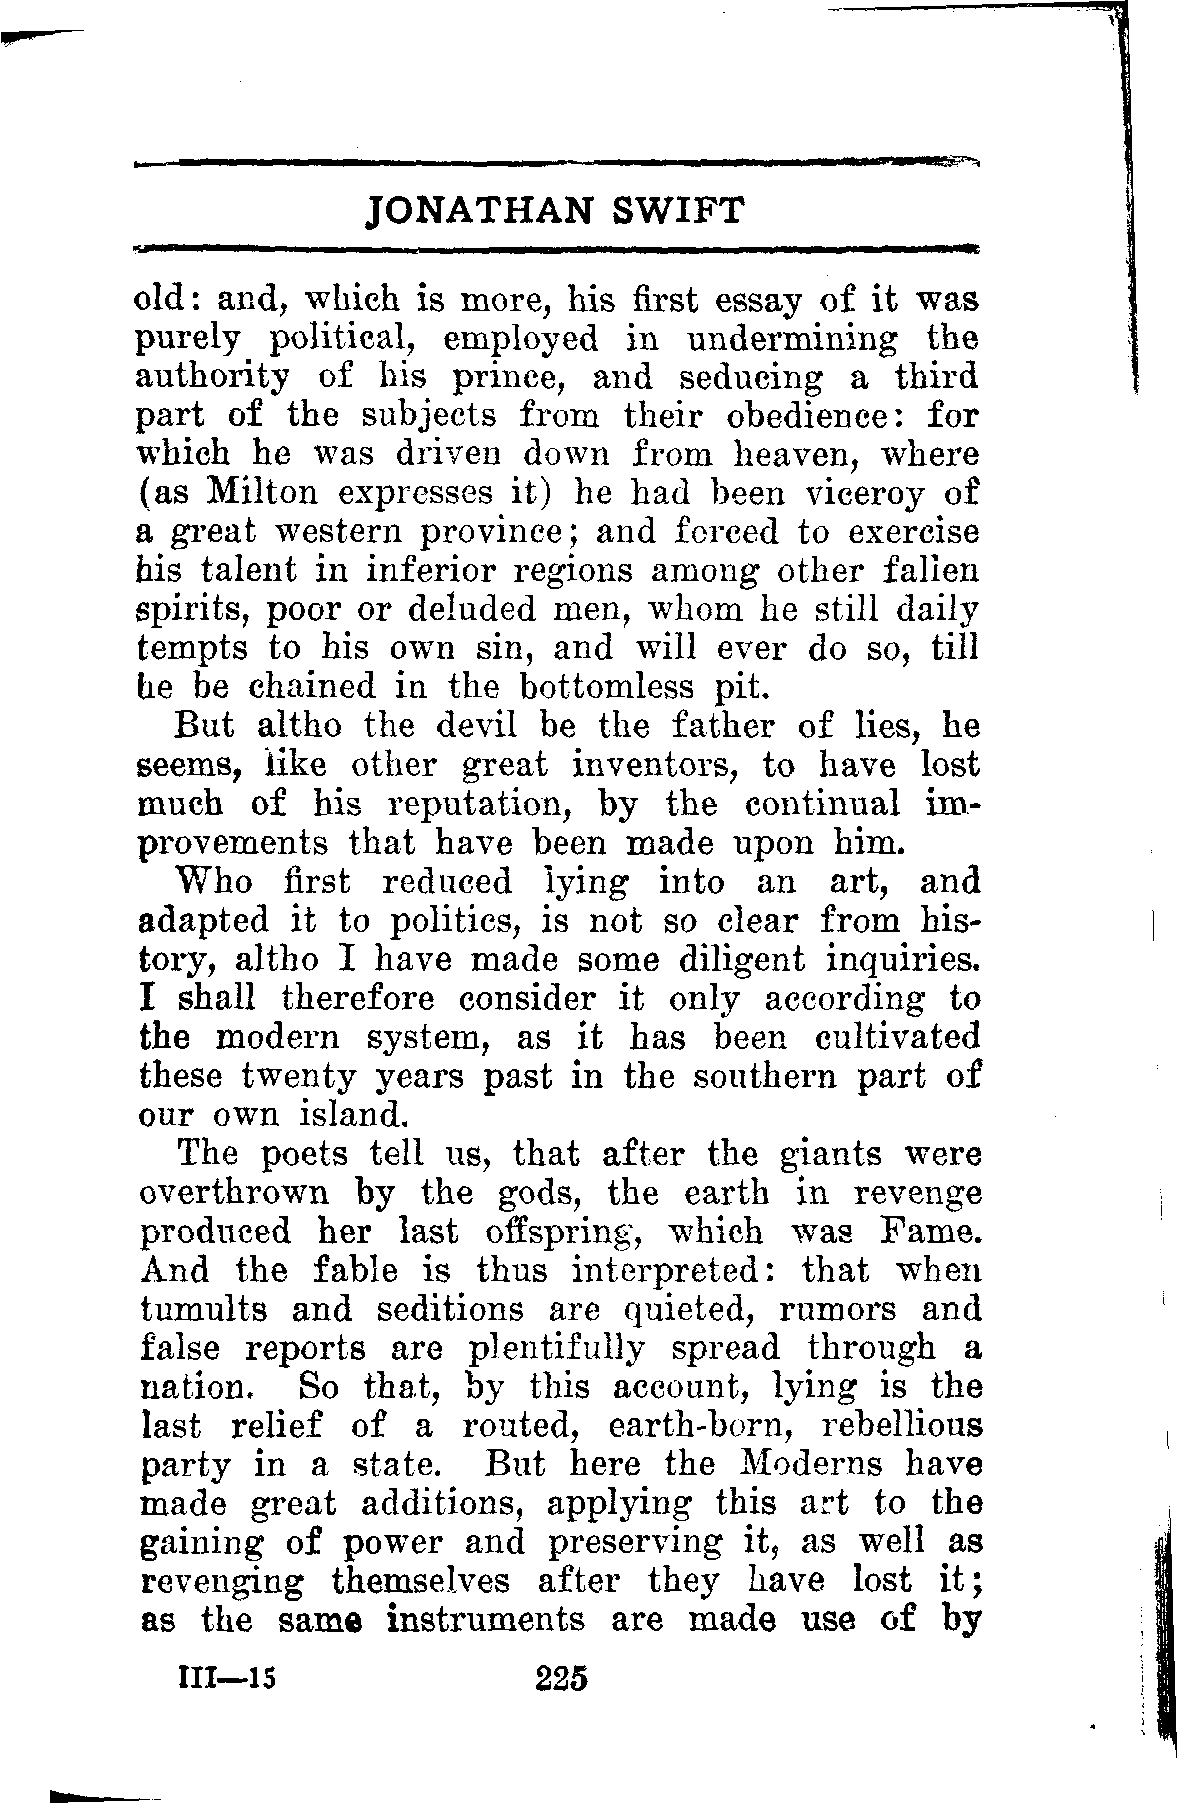 JONATHAN SWIFT
old: and, which is more, his first essay of it was
purely political, employed in undermining the
authority of his prince, and seducing a third
part of the subjects from their obedience: for
which he was driven down from heaven, where
(as Milton expresses it) he had been viceroy of
a great western province; and forced to exercise
his talent in inferior regions among other fallen
spirits, poor or deluded men, whom he still daily
tempts to his own sin, and will ever do so, till
he be chained in the bottomless pit.
But altho the devil be the father of lies, he
seems, like other great inventors, to have lost
much of his reputation, by the continual im-
provements that have been made upon him.
Who first reduced lying into an art, and
adapted it to politics, is not so clear from his-
tory, altho I have made some diligent inquiries.
I shall therefore consider it only according to
the modern system, as it has been cultivated
these twenty years past in the southern part of
our own island.
The poets tell us, that after the giants were
overthrown by the gods, the earth in revenge
produced her last offspring, which was Fame.
And the fable is thus interpreted: that when
tumults and seditions are quieted, rumors and
false reports are plentifully spread through a
nation. So that, by this account, lying is the
last relief of a routed, earth-born, rebellious
party in a state. But here the Moderns have
made great additions, applying this art to the
gaining of power and preserving it, as well as
revenging themselves after they have lost it;
as the same instruments are made use of by
III—15 225